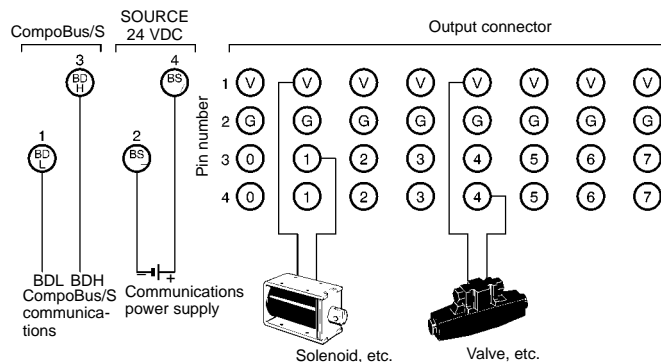 CompoBus/S
SOURCE
24 VDC
Output connector
3
4
BD
H
BS
1
2
BD
L
BS
–
Pin number
1 V V V V V V V V
2 G G G G G G G G
3 0 1 2 3 4 5 6 7
4 0 1 2 3 4 5 6 7
– +
BDL BDH
CompoBus/S
communica-
tions
Communications
power supply
Solenoid, etc.
Valve, etc.